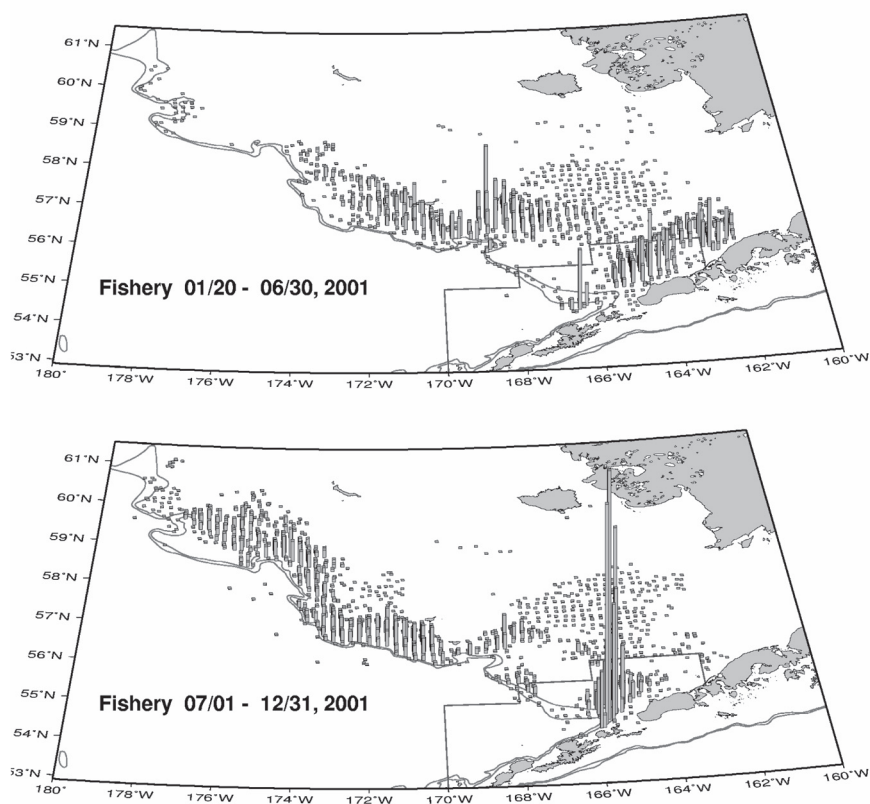 61°N
60°N
59°N
58°N
57°N
56°N
55°N
54°N
53°N
Fishery 01/20 - 06/30, 2001
180°
178°W
176°W
174°W
172°W
170°W
168°W
166°W
164°W
162°W
160°W
61°N
60°N
59°N
58°N
57°N
56°N
55°N
54°N
53°N
Fishery 07/01 - 12/31, 2001
180°
178°W
176°W
174°W
172°W
170°W
168°W
166°W
164°W
162°W
160°W